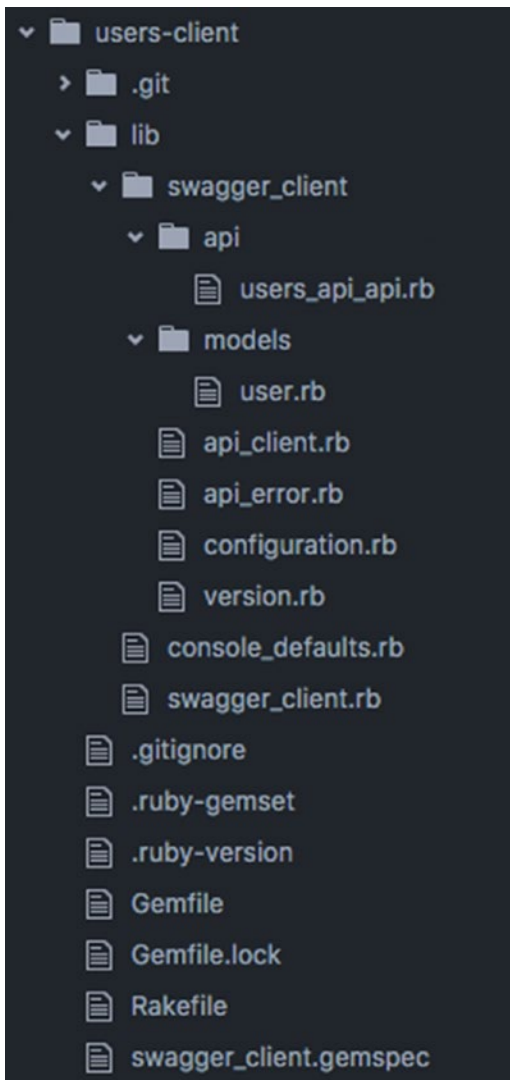 users-client
.git
lib
swagger_client
api
users_api_api.rb
models
user.rb
api_client.rb
api_error.rb
configuration.rb
version.rb
console_defaults.rb
swagger_client.rb
.gitignore
.ruby-gemset
.ruby-version
Gemfile
Gemfile.lock
Rakefile
swagger_client.gemspec